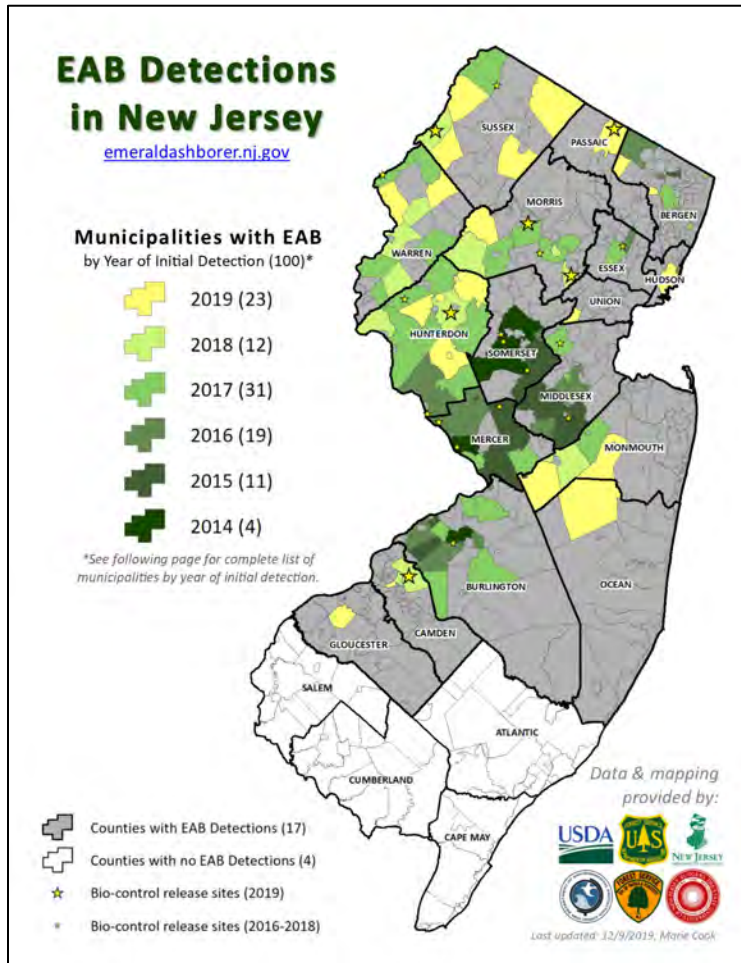 EAB Detections
in New Jersey
emeraldashborer.nj.gov
Municipalities with EAB
by Year of Initial Detection (100)*
2019 (23)
2018 (12)
2017 (31)
2016 (19)
2015 (11)
2014 (4)
*See following page for complete list of
municipalities by year of initial detection.
SUSSEX
PASSAIC
BERGEN
MORRIS
WARREN
ESSEX
HUDSON
UNION
HUNTERDON
SOMERSET
MIDDLESEX
MERCER
MONMOUTH
OCEAN
BURLINGTON
CAMDEN
GLOUCESTER
SALEM
ATLANTIC
CUMBERLAND
CAPE MAY
Counties with EAB Detections (17)
Counties with no EAB Detections (4)
Bio-control release sites (2019)
Bio-control release sites (2016-2018)
Data & mapping
provided by:
USDA
UAS
NEW JERSEY
FOREST SERVICE
Last updated: 12/9/2019, Marie Cook